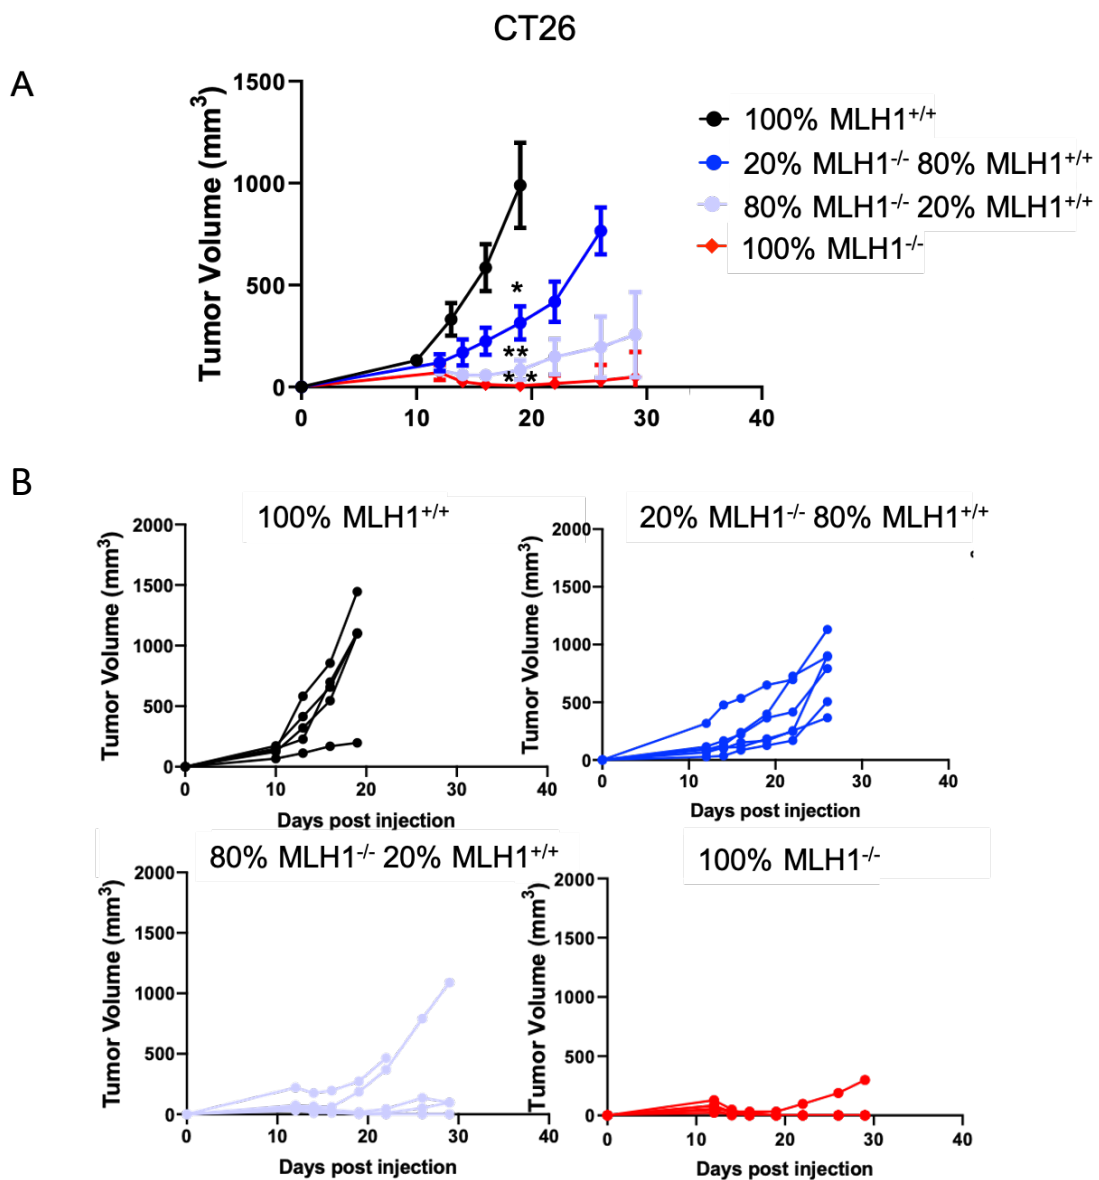 CT26
A
Tumor Volume (mm³)
1500
1000
500
0
0 10 20 30 40
*
**
**
100% MLH1⁺/⁺
20% MLH1⁻/⁻ 80% MLH1⁺/⁺
80% MLH1⁻/⁻ 20% MLH1⁺/⁺
100% MLH1⁻/⁻
B
100% MLH1⁺/⁺
Tumor Volume (mm³)
2000
1500
1000
500
0
0 10 20 30 40
Days post injection
20% MLH1⁻/⁻ 80% MLH1⁺/⁺
Tumor Volume (mm³)
2000
1500
1000
500
0
0 10 20 30 40
Days post injection
80% MLH1⁻/⁻ 20% MLH1⁺/⁺
Tumor Volume (mm³)
2000
1500
1000
500
0
0 10 20 30 40
Days post injection
100% MLH1⁻/⁻
Tumor Volume (mm³)
2000
1500
1000
500
0
0 10 20 30 40
Days post injection